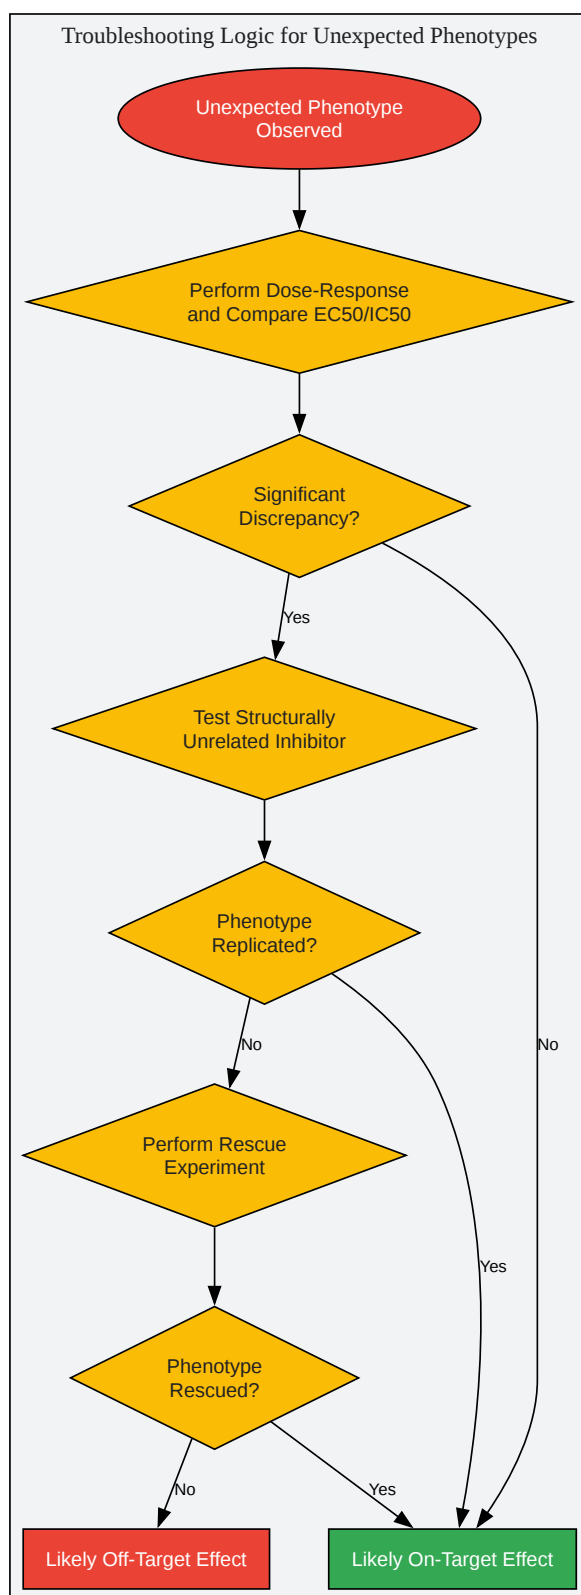 Troubleshooting Logic for Unexpected Phenotypes
Unexpected Phenotype
Observed
Perform Dose-Response
and Compare EC50/IC50
Significant
Discrepancy?
Yes
Test Structurally
Unrelated Inhibitor
Phenotype
Replicated?
No
No
Perform Rescue
Experiment
Yes
Phenotype
Rescued?
No
Yes
Likely Off-Target Effect
Likely On-Target Effect